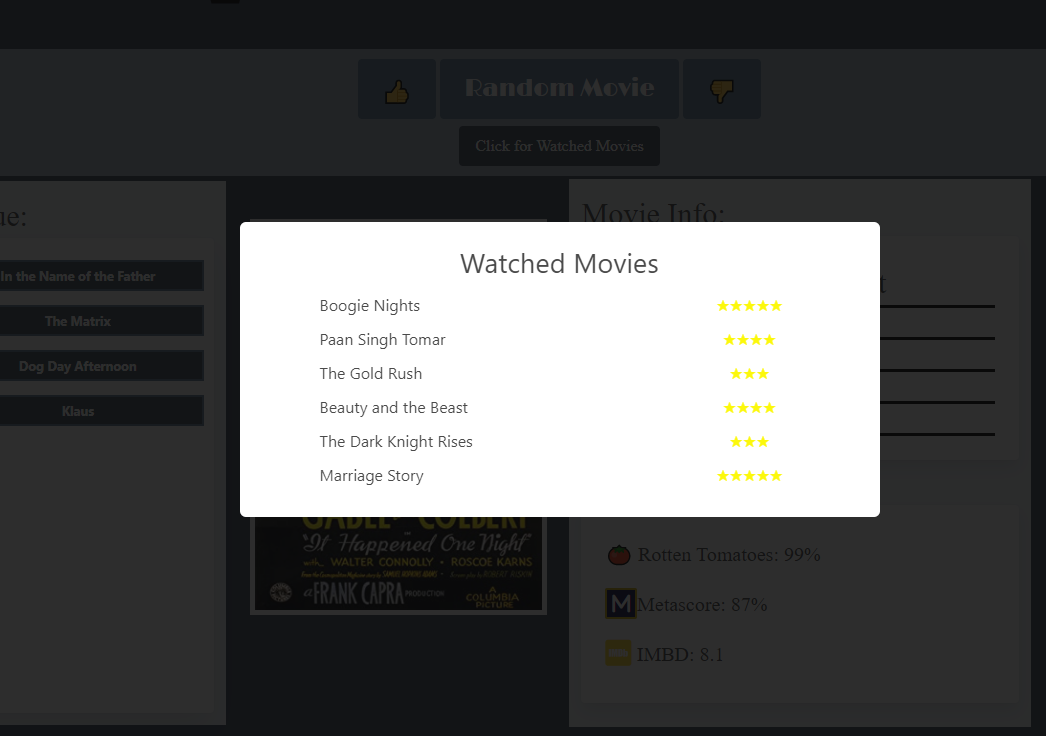 Random Movie
Click for Watched Movies
ue:
In the Name of the Father
The Matrix
Dog Day Afternoon
Klaus
Movie Info:
t
Watched Movies
Boogie Nights ★★★★★
Paan Singh Tomar ★★★★
The Gold Rush ★★★
Beauty and the Beast ★★★★
The Dark Knight Rises ★★★
Marriage Story ★★★★★
GABLE COLBERT
"It Happened One Night"
with WALTER CONNOLLY • ROSCOE KARNS
a FRANK CAPRA PRODUCTION
COLUMBIA
PICTURE
Rotten Tomatoes: 99%
M Metascore: 87%
IMBD: 8.1